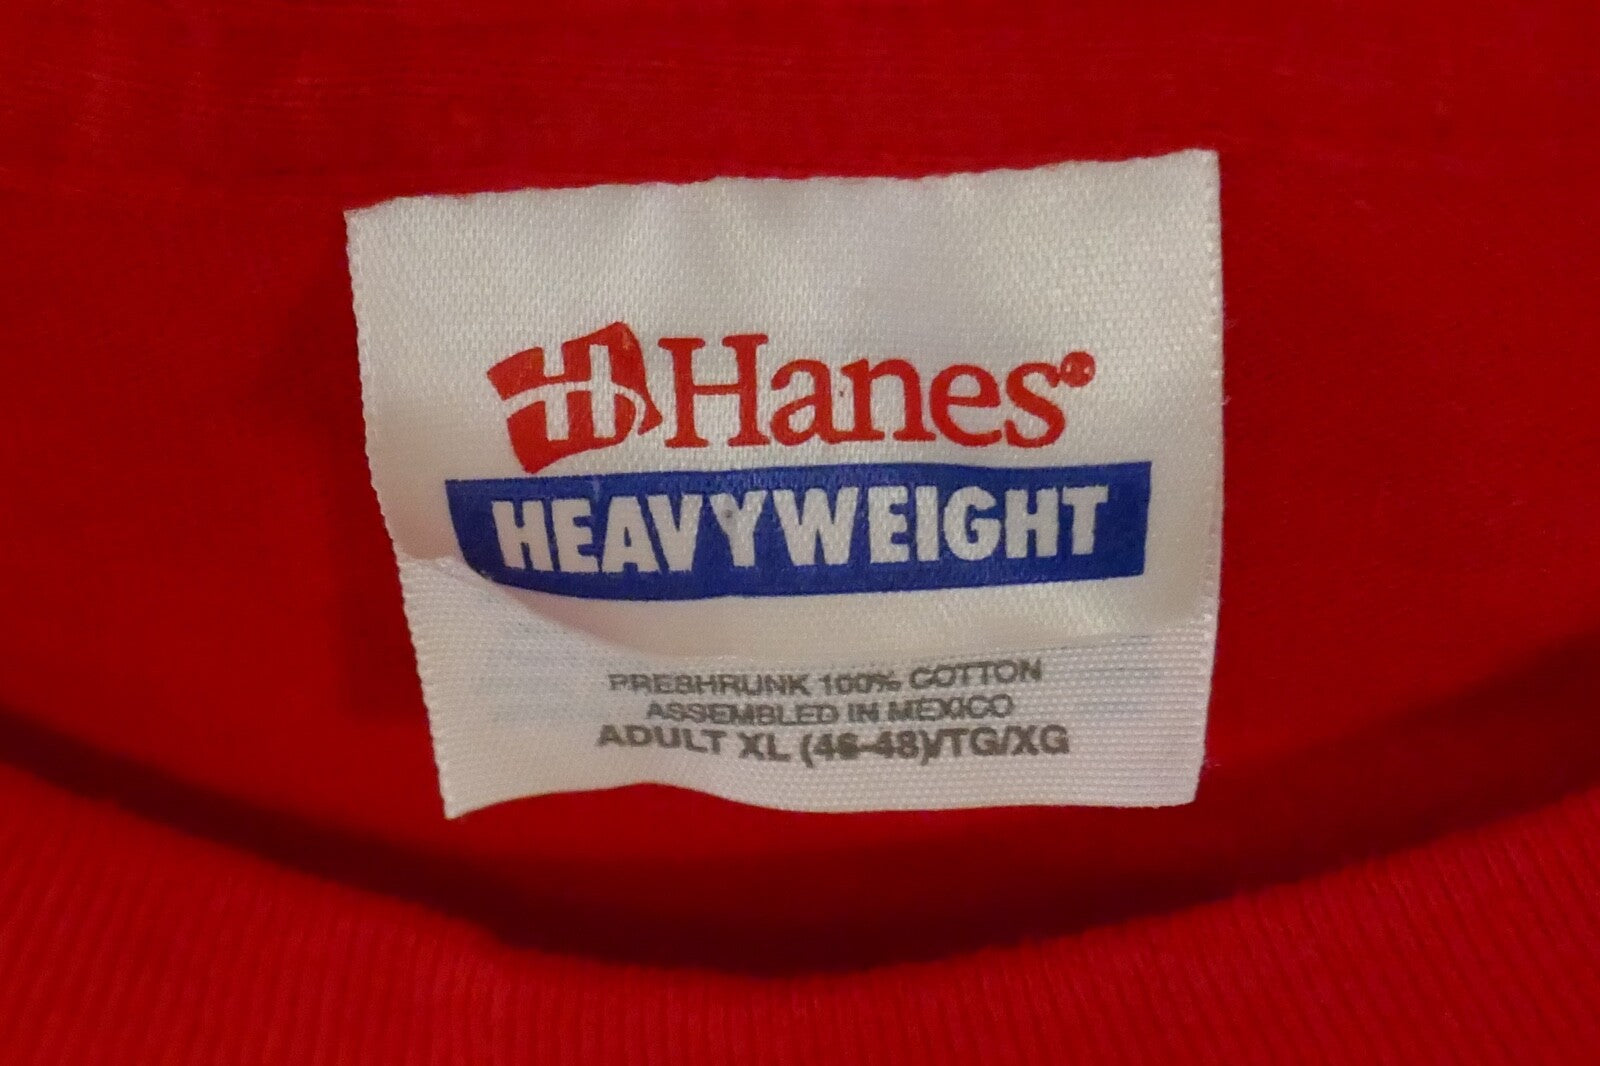 H Hanes®
HEAVYWEIGHT
PRESHRUNK 100% COTTON
ASSEMBLED IN MEXICO
ADULT XL (46-48)/TG/XG